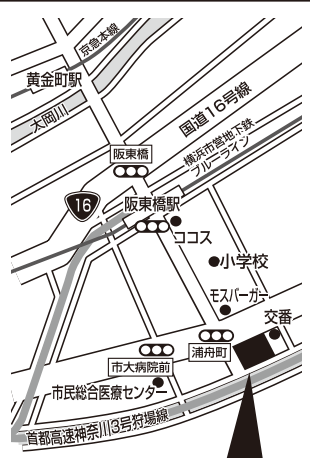 京急本線
黄金町駅
大岡川
国道16号線
阪東橋
横浜市営地下鉄
ブルーライン
16
阪東橋駅
ココス
小学校
モスバーガー
交番
浦舟町
市大病院前
市民総合医療センター
首都高速神奈川3号狩場線